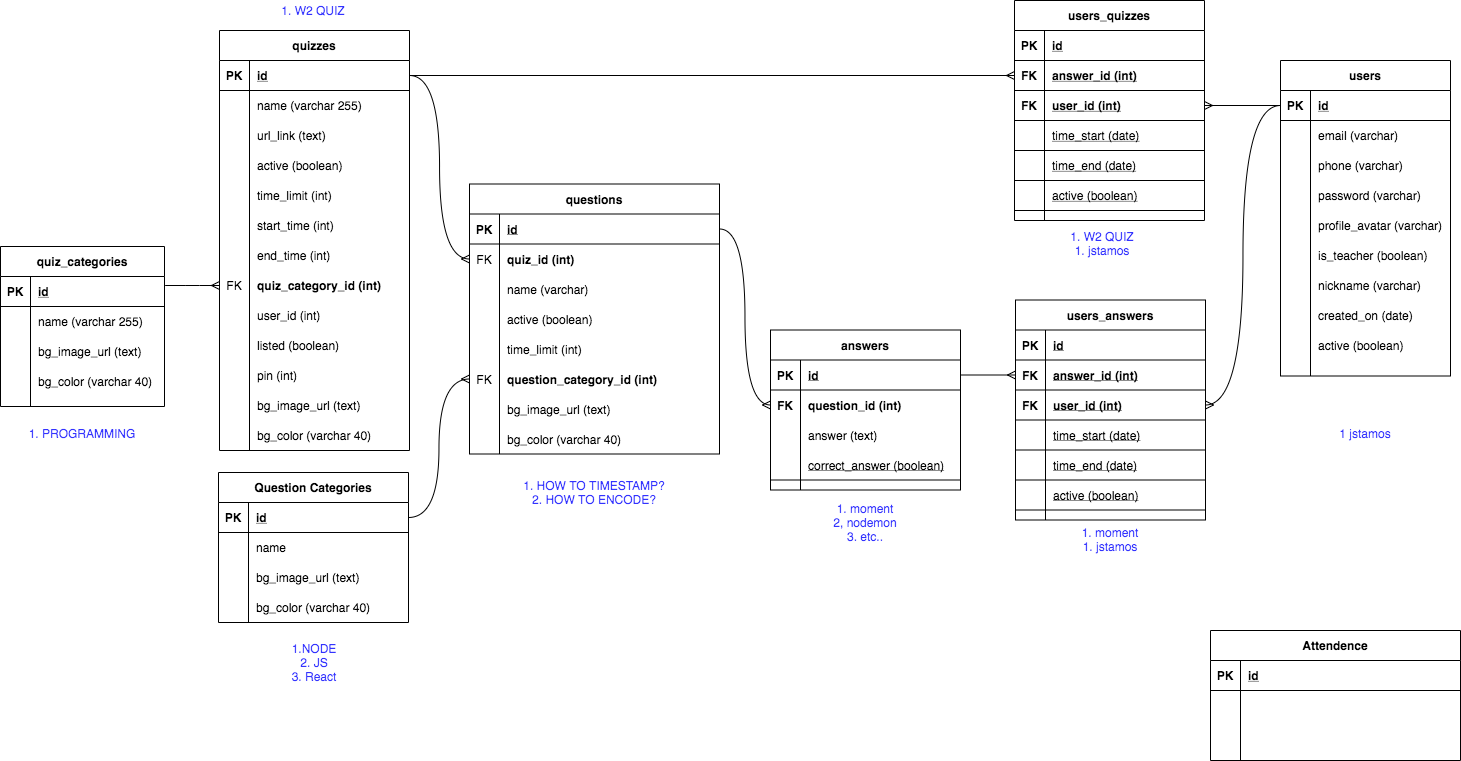 1. W2 QUIZ
quizzes
PK id
name (varchar 255)
url_link (text)
active (boolean)
time_limit (int)
start_time (int)
end_time (int)
FK quiz_category_id (int)
user_id (int)
listed (boolean)
pin (int)
bg_image_url (text)
bg_color (varchar 40)
quiz_categories
PK id
name (varchar 255)
bg_image_url (text)
bg_color (varchar 40)
1. PROGRAMMING
Question Categories
PK id
name
bg_image_url (text)
bg_color (varchar 40)
1.NODE
2. JS
3. React
questions
PK id
FK quiz_id (int)
name (varchar)
active (boolean)
time_limit (int)
FK question_category_id (int)
bg_image_url (text)
bg_color (varchar 40)
1. HOW TO TIMESTAMP?
2. HOW TO ENCODE?
answers
PK id
FK question_id (int)
answer (text)
correct_answer (boolean)
1. moment
2, nodemon
3. etc..
users_quizzes
PK id
FK answer_id (int)
FK user_id (int)
time_start (date)
time_end (date)
active (boolean)
1. W2 QUIZ
1. jstamos
users_answers
PK id
FK answer_id (int)
FK user_id (int)
time_start (date)
time_end (date)
active (boolean)
1. moment
1. jstamos
users
PK id
email (varchar)
phone (varchar)
password (varchar)
profile_avatar (varchar)
is_teacher (boolean)
nickname (varchar)
created_on (date)
active (boolean)
1 jstamos
Attendence
PK id